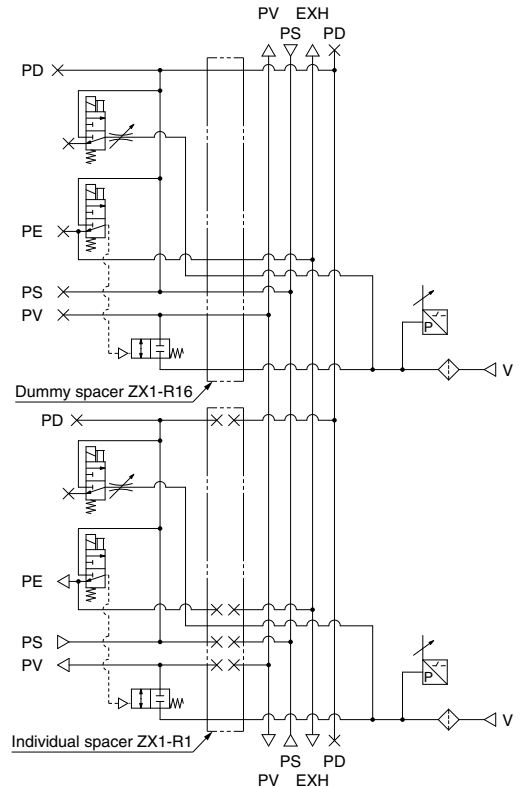 PV EXH
PS PD
PD
PE
PS
PV
P
V
Dummy spacer ZX1-R16
PD
PE
PS
PV
P
V
Individual spacer ZX1-R1
PS PD
PV EXH